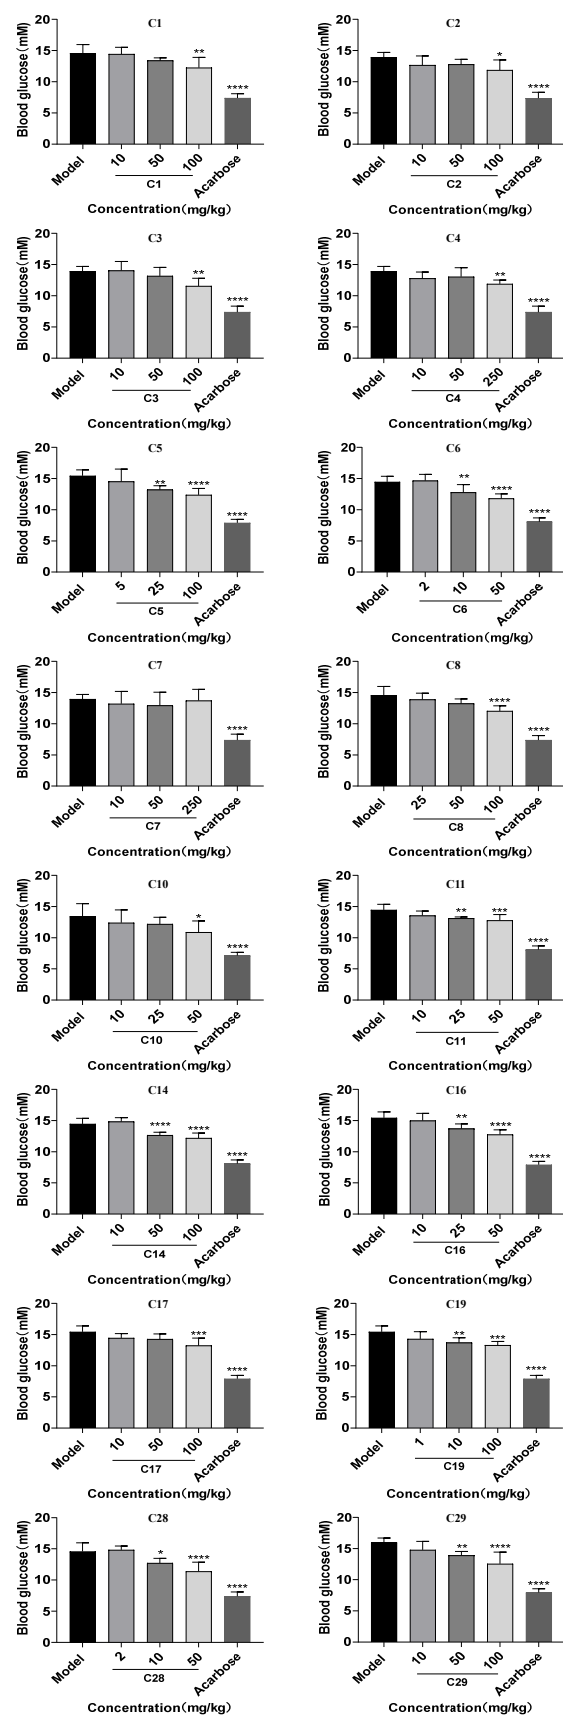 C1
Blood glucose(mM)
20
15
10
5
0
**
****
Model
10
50
100
Acarbose
C1
Concentration(mg/kg)
C2
Blood glucose(mM)
20
15
10
5
0
*
****
Model
10
50
100
Acarbose
C2
Concentration(mg/kg)
C3
Blood glucose(mM)
20
15
10
5
0
**
****
Model
10
50
100
Acarbose
C3
Concentration(mg/kg)
C4
Blood glucose(mM)
20
15
10
5
0
**
****
Model
10
50
250
Acarbose
C4
Concentration(mg/kg)
C5
Blood glucose(mM)
20
15
10
5
0
**
****
****
Model
5
25
100
Acarbose
C5
Concentration(mg/kg)
C6
Blood glucose(mM)
20
15
10
5
0
**
****
****
Model
2
10
50
Acarbose
C6
Concentration(mg/kg)
C7
Blood glucose(mM)
20
15
10
5
0
****
Model
10
50
250
Acarbose
C7
Concentration(mg/kg)
C8
Blood glucose(mM)
20
15
10
5
0
****
****
Model
25
50
100
Acarbose
C8
Concentration(mg/kg)
C10
Blood glucose(mM)
20
15
10
5
0
*
****
Model
10
25
50
Acarbose
C10
Concentration(mg/kg)
C11
Blood glucose(mM)
20
15
10
5
0
**
***
****
Model
10
25
50
Acarbose
C11
Concentration(mg/kg)
C14
Blood glucose(mM)
20
15
10
5
0
****
****
****
Model
10
50
100
Acarbose
C14
Concentration(mg/kg)
C16
Blood glucose(mM)
20
15
10
5
0
**
****
****
Model
10
25
50
Acarbose
C16
Concentration(mg/kg)
C17
Blood glucose(mM)
20
15
10
5
0
***
****
Model
10
50
100
Acarbose
C17
Concentration(mg/kg)
C19
Blood glucose(mM)
20
15
10
5
0
**
***
****
Model
1
10
100
Acarbose
C19
Concentration(mg/kg)
C28
Blood glucose(mM)
20
15
10
5
0
*
****
****
Model
2
10
50
Acarbose
C28
Concentration(mg/kg)
C29
Blood glucose(mM)
20
15
10
5
0
**
****
****
Model
10
50
100
Acarbose
C29
Concentration(mg/kg)